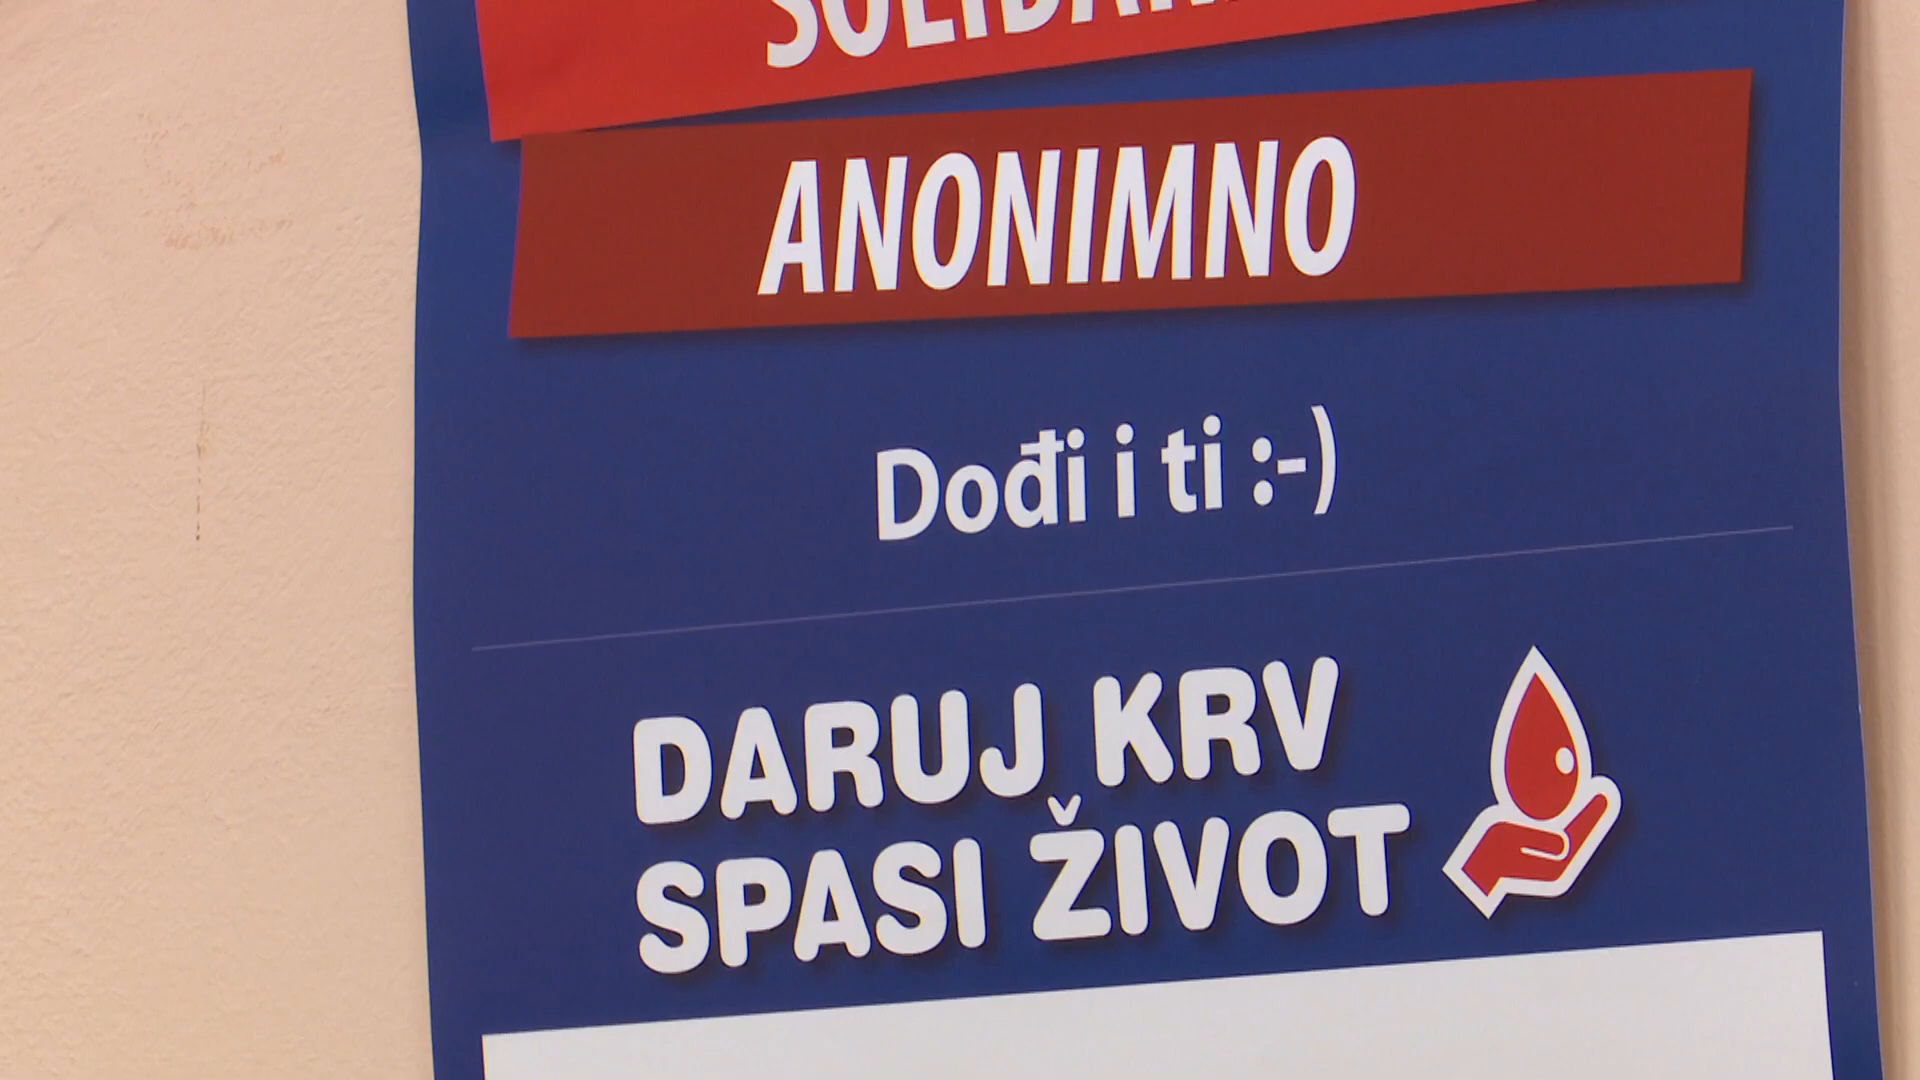 ANONIMNO
Dođi i ti :-)
DARUJ KRV
SPASI ŽIVOT